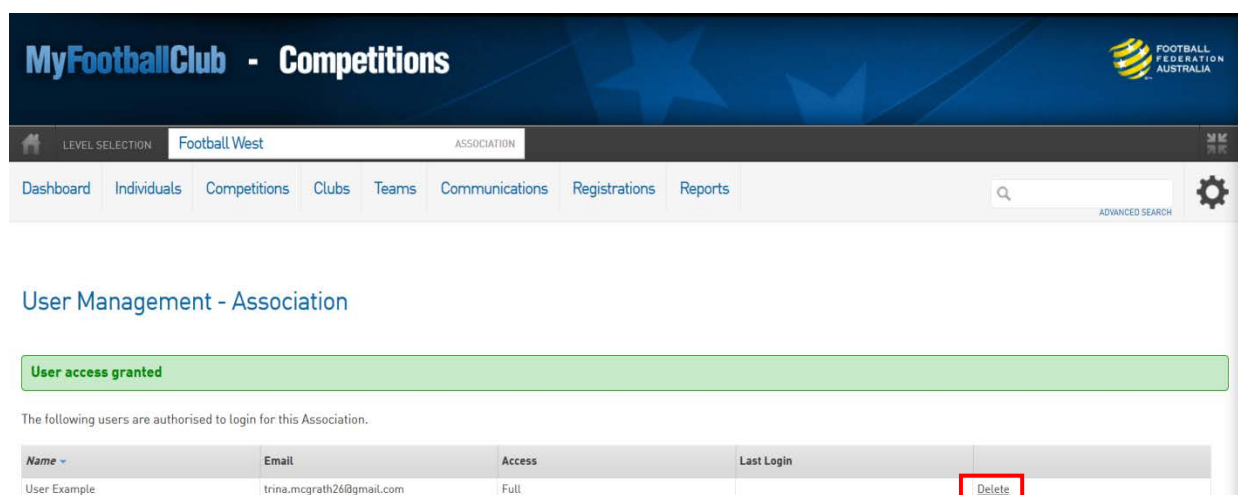 MyFootballClub - Competitions
FOOTBALL
FEDERATION
AUSTRALIA
LEVEL SELECTION Football West ASSOCIATION
Dashboard Individuals Competitions Clubs Teams Communications Registrations Reports
ADVANCED SEARCH
User Management - Association
User access granted
The following users are authorised to login for this Association.
Name Email Access Last Login
User Example trina.mcgrath26@gmail.com Full Delete